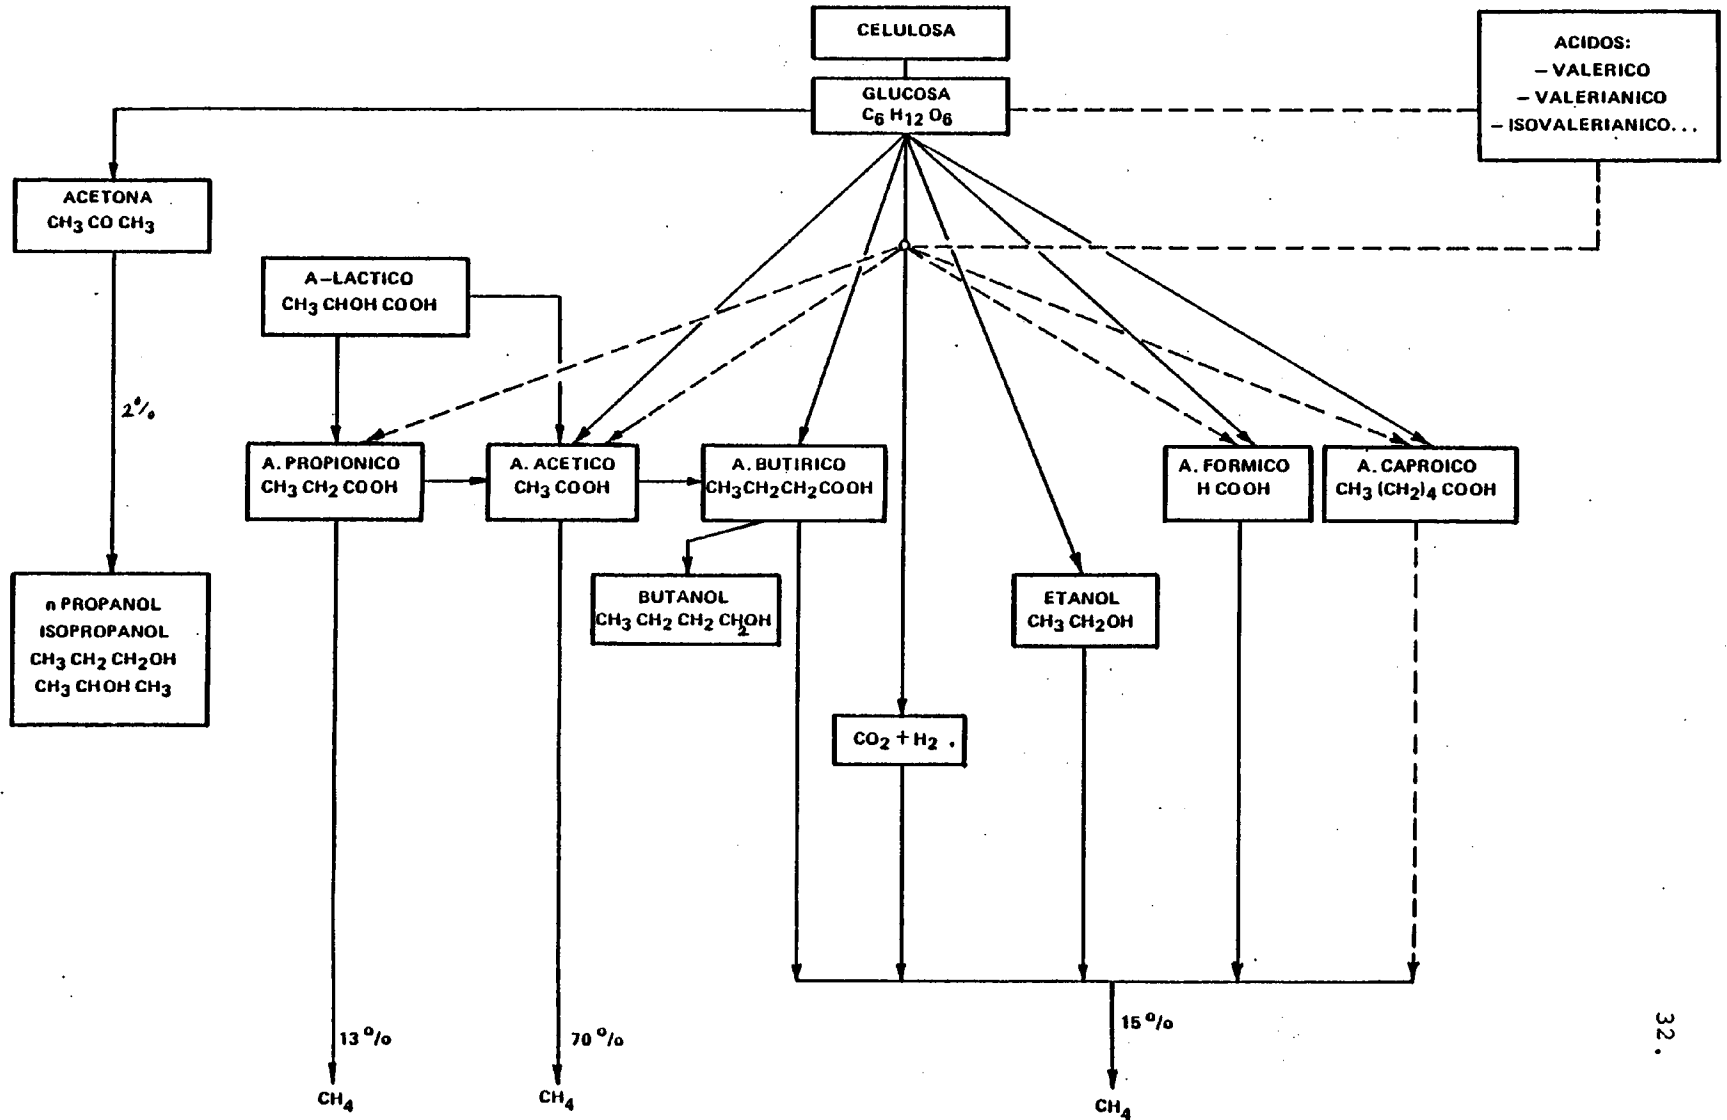 CELULOSA
GLUCOSA
C6 H12 O6
ACIDOS:
– VALERICO
– VALERIANICO
– ISOVALERIANICO...
ACETONA
CH3 CO CH3
A–LACTICO
CH3 CHOH COOH
2%
A. PROPIONICO
CH3 CH2 COOH
A. ACETICO
CH3 COOH
A. BUTIRICO
CH3CH2CH2COOH
A. FORMICO
H COOH
A. CAPROICO
CH3 (CH2)4 COOH
n PROPANOL
ISOPROPANOL
CH3 CH2 CH2OH
CH3 CHOH CH3
BUTANOL
CH3 CH2 CH2 CH2OH
ETANOL
CH3 CH2OH
CO2 + H2
13 %
70 %
15 %
CH4
CH4
CH4
32.